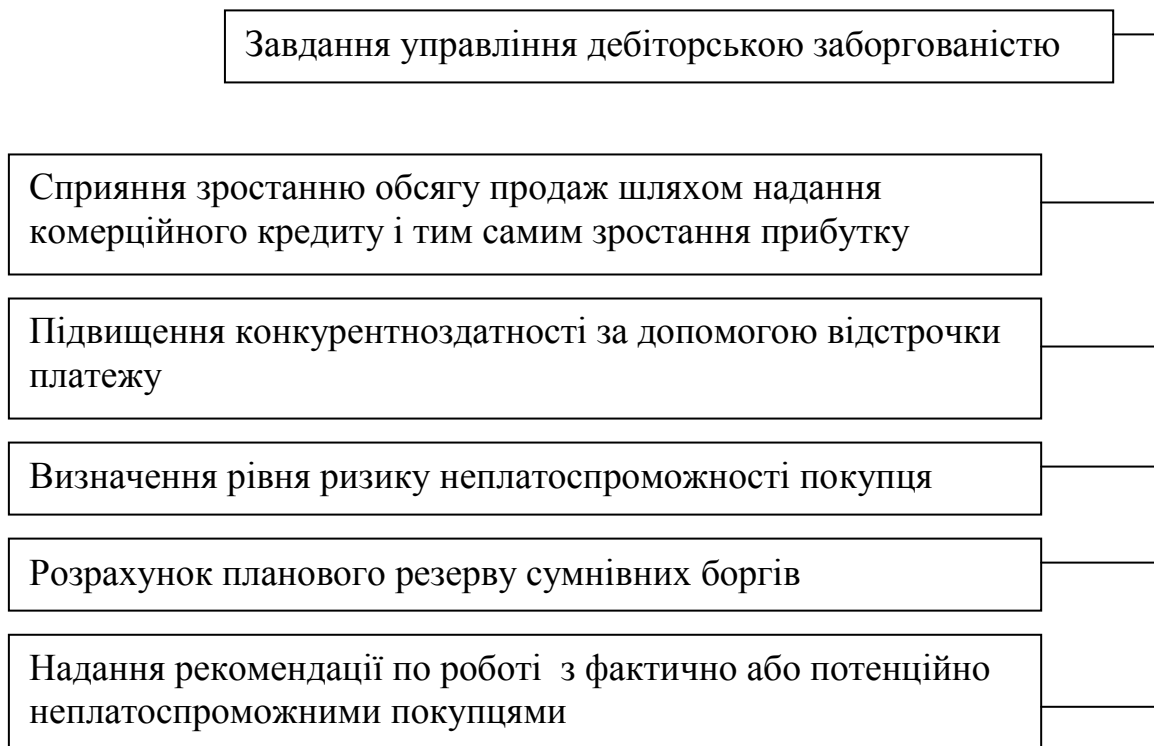 Завдання управління дебіторською заборгованістю
Сприяння зростанню обсягу продаж шляхом надання
комерційного кредиту і тим самим зростання прибутку
Підвищення конкурентноздатності за допомогою відстрочки
платежу
Визначення рівня ризику неплатоспроможності покупця
Розрахунок планового резерву сумнівних боргів
Надання рекомендації по роботі з фактично або потенційно
неплатоспроможними покупцями